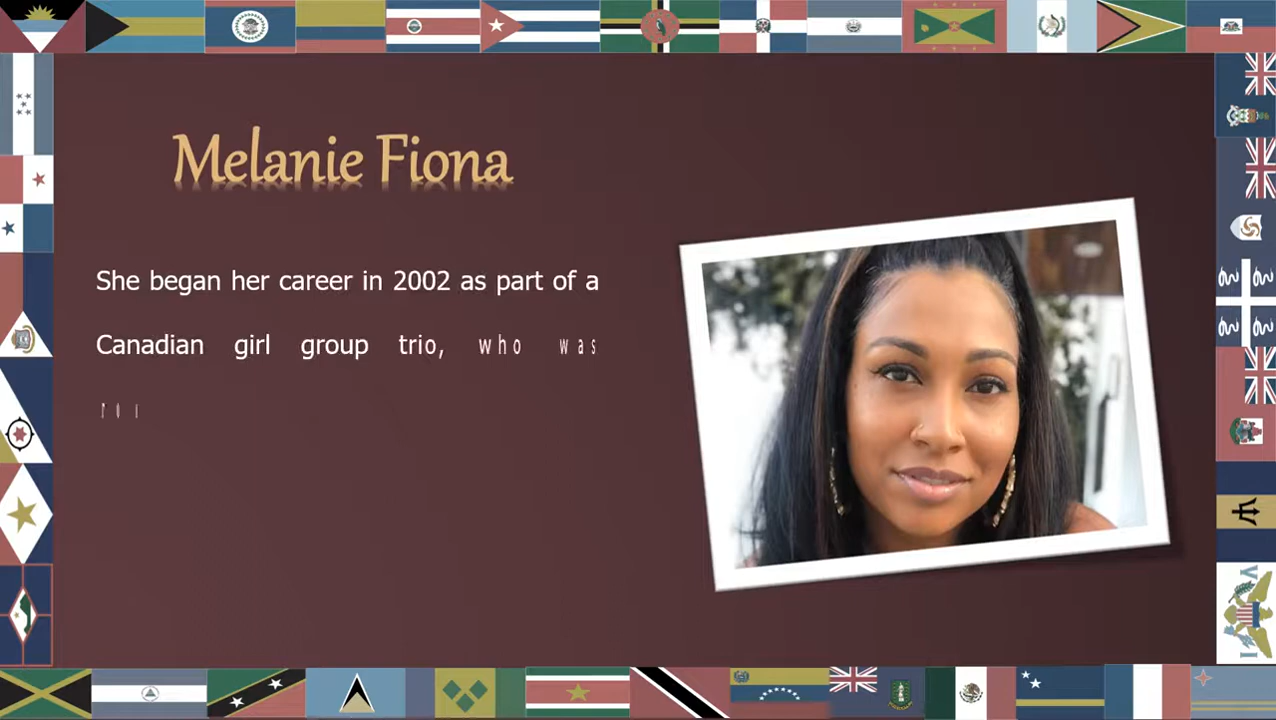 Melanie Fiona
She began her career in 2002 as part of a
Canadian girl group trio, who was